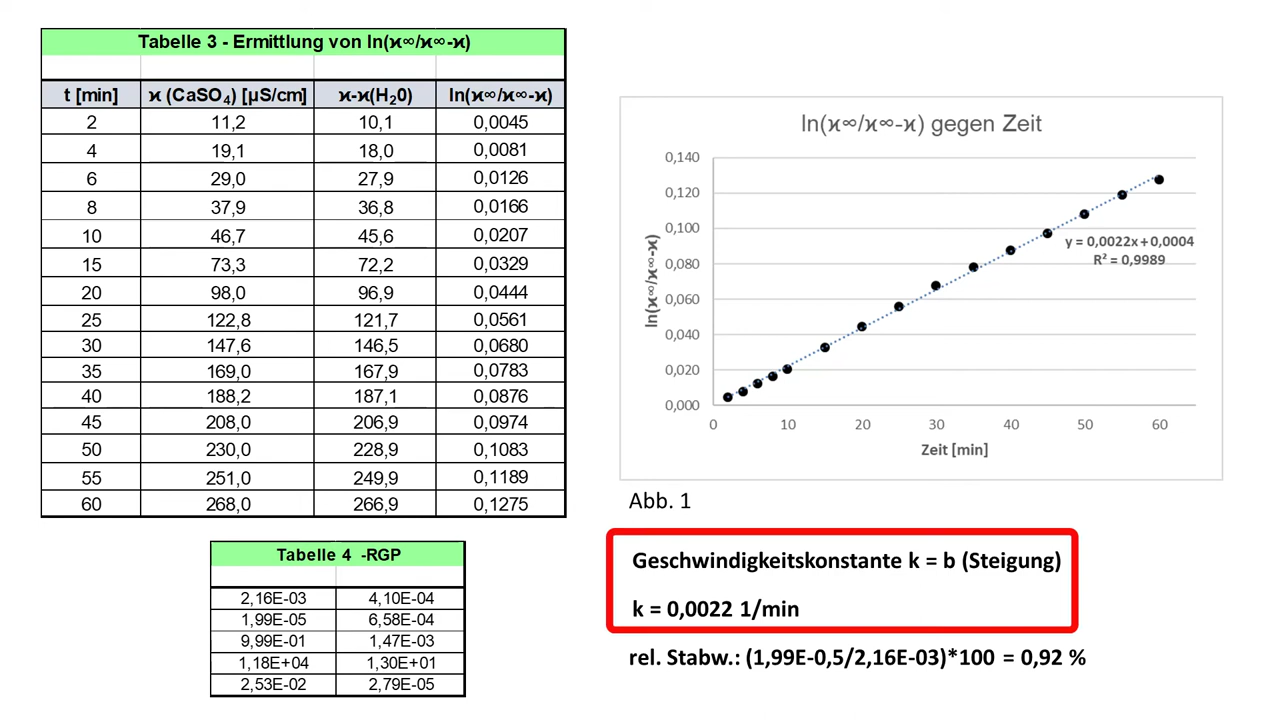 Tabelle 3 - Ermittlung von ln(ϰ∞/ϰ∞-ϰ)
t [min] ϰ (CaSO₄) [µS/cm] ϰ-ϰ(H₂0) ln(ϰ∞/ϰ∞-ϰ)
2 11,2 10,1 0,0045
4 19,1 18,0 0,0081
6 29,0 27,9 0,0126
8 37,9 36,8 0,0166
10 46,7 45,6 0,0207
15 73,3 72,2 0,0329
20 98,0 96,9 0,0444
25 122,8 121,7 0,0561
30 147,6 146,5 0,0680
35 169,0 167,9 0,0783
40 188,2 187,1 0,0876
45 208,0 206,9 0,0974
50 230,0 228,9 0,1083
55 251,0 249,9 0,1189
60 268,0 266,9 0,1275
Tabelle 4 -RGP
2,16E-03 4,10E-04
1,99E-05 6,58E-04
9,99E-01 1,47E-03
1,18E+04 1,30E+01
2,53E-02 2,79E-05
ln(ϰ∞/ϰ∞-ϰ) gegen Zeit
ln(ϰ∞/ϰ∞-ϰ)
0,140
0,120
0,100
0,080
0,060
0,040
0,020
0,000
y = 0,0022x + 0,0004
R² = 0,9989
0 10 20 30 40 50 60
Zeit [min]
Abb. 1
Geschwindigkeitskonstante k = b (Steigung)
k = 0,0022 1/min
rel. Stabw.: (1,99E-0,5/2,16E-03)*100 = 0,92 %